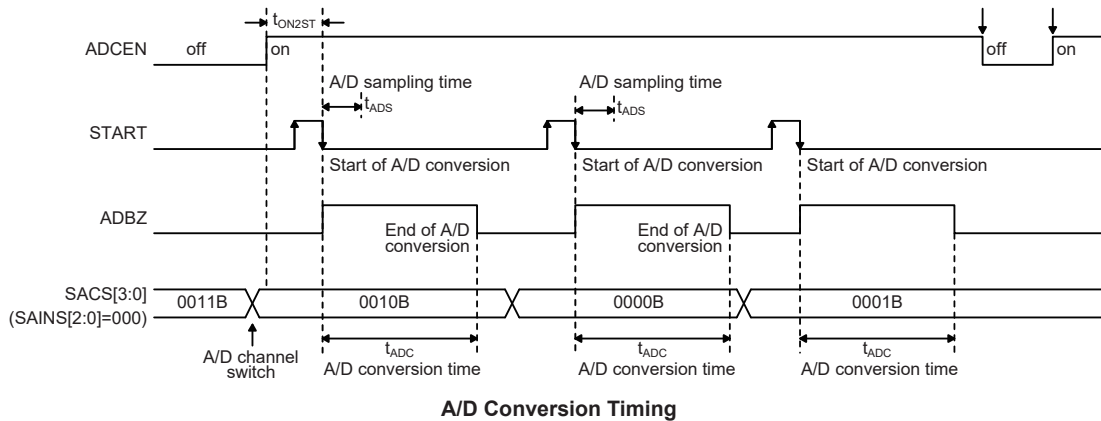 tON2ST
ADCEN
off
on
off
on
A/D sampling time
A/D sampling time
tADS
tADS
START
Start of A/D conversion
Start of A/D conversion
Start of A/D conversion
ADBZ
End of A/D
conversion
End of A/D
conversion
SACS[3:0]
(SAINS[2:0]=000)
0011B
0010B
0000B
0001B
A/D channel
switch
tADC
A/D conversion time
tADC
A/D conversion time
tADC
A/D conversion time
A/D Conversion Timing